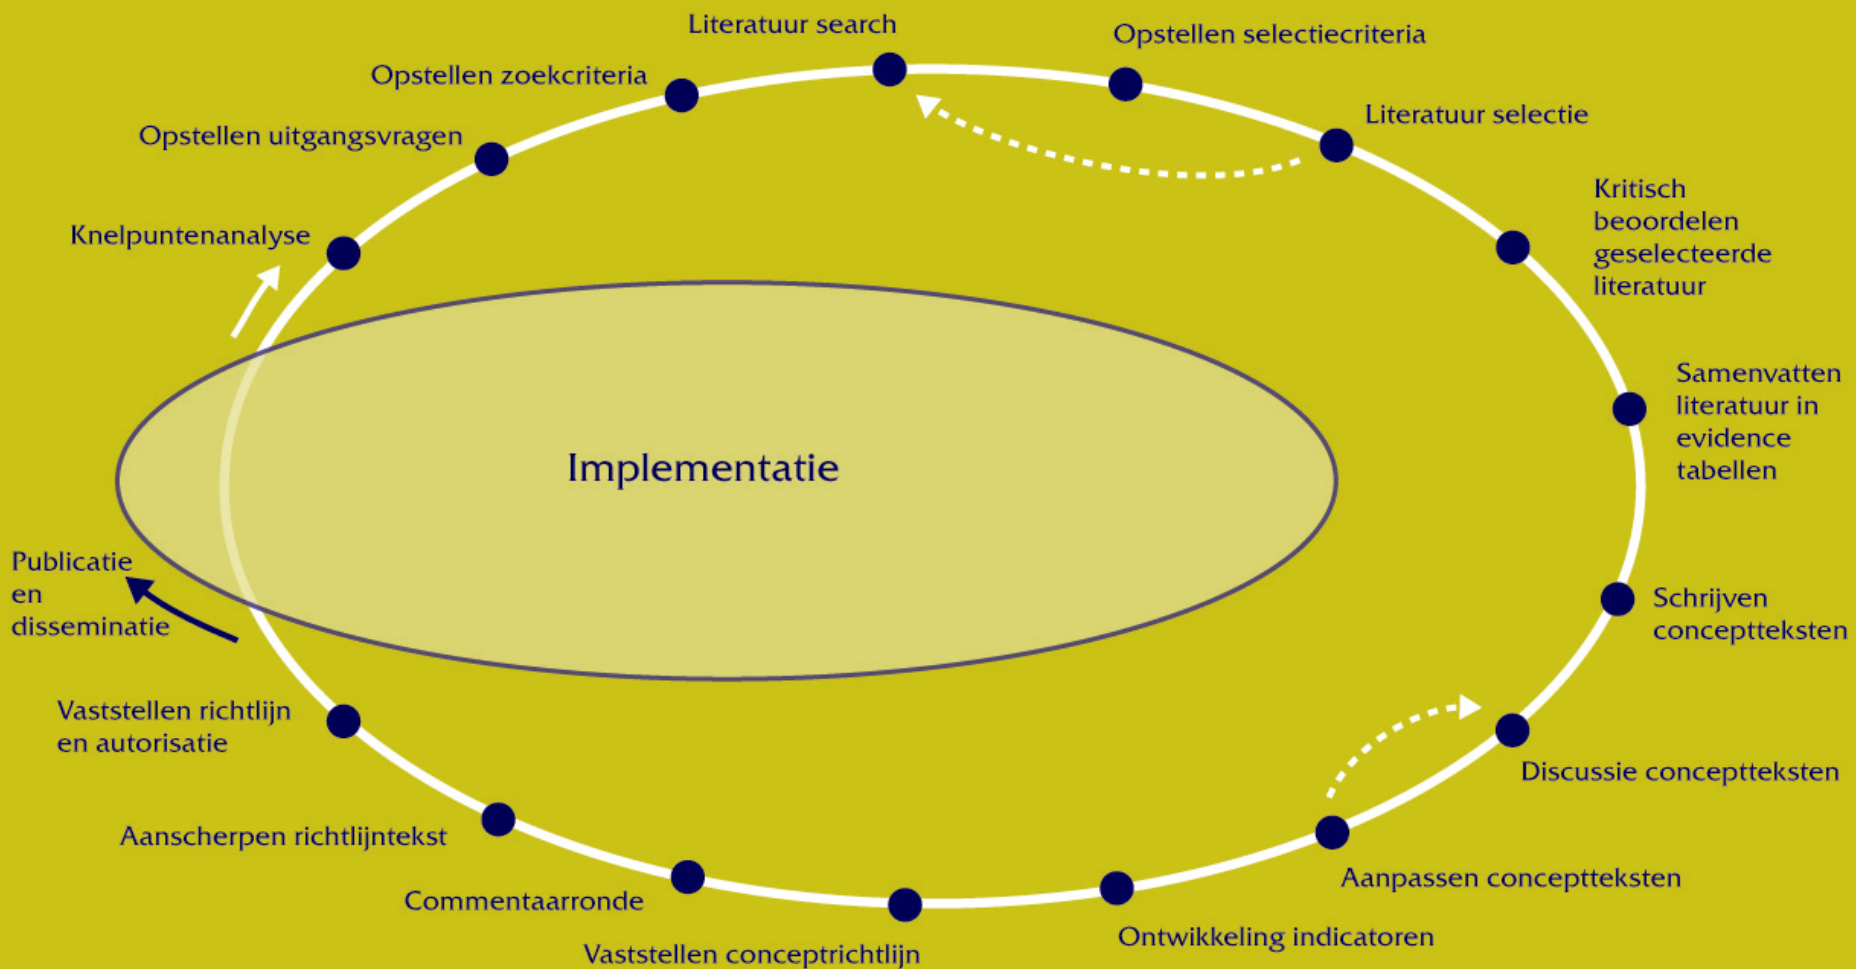 Literatuur search
Opstellen selectiecriteria
Opstellen zoekcriteria
Literatuur selectie
Opstellen uitgangsvragen
Kritisch
beoordelen
geselecteerde
literatuur
Knelpuntenanalyse
Samenvatten
literatuur in
evidence
tabellen
Implementatie
Publicatie
en
disseminatie
Schrijven
conceptteksten
Vaststellen richtlijn
en autorisatie
Discussie conceptteksten
Aanscherpen richtlijntekst
Aanpassen conceptteksten
Commentaarronde
Ontwikkeling indicatoren
Vaststellen conceptrichtlijn